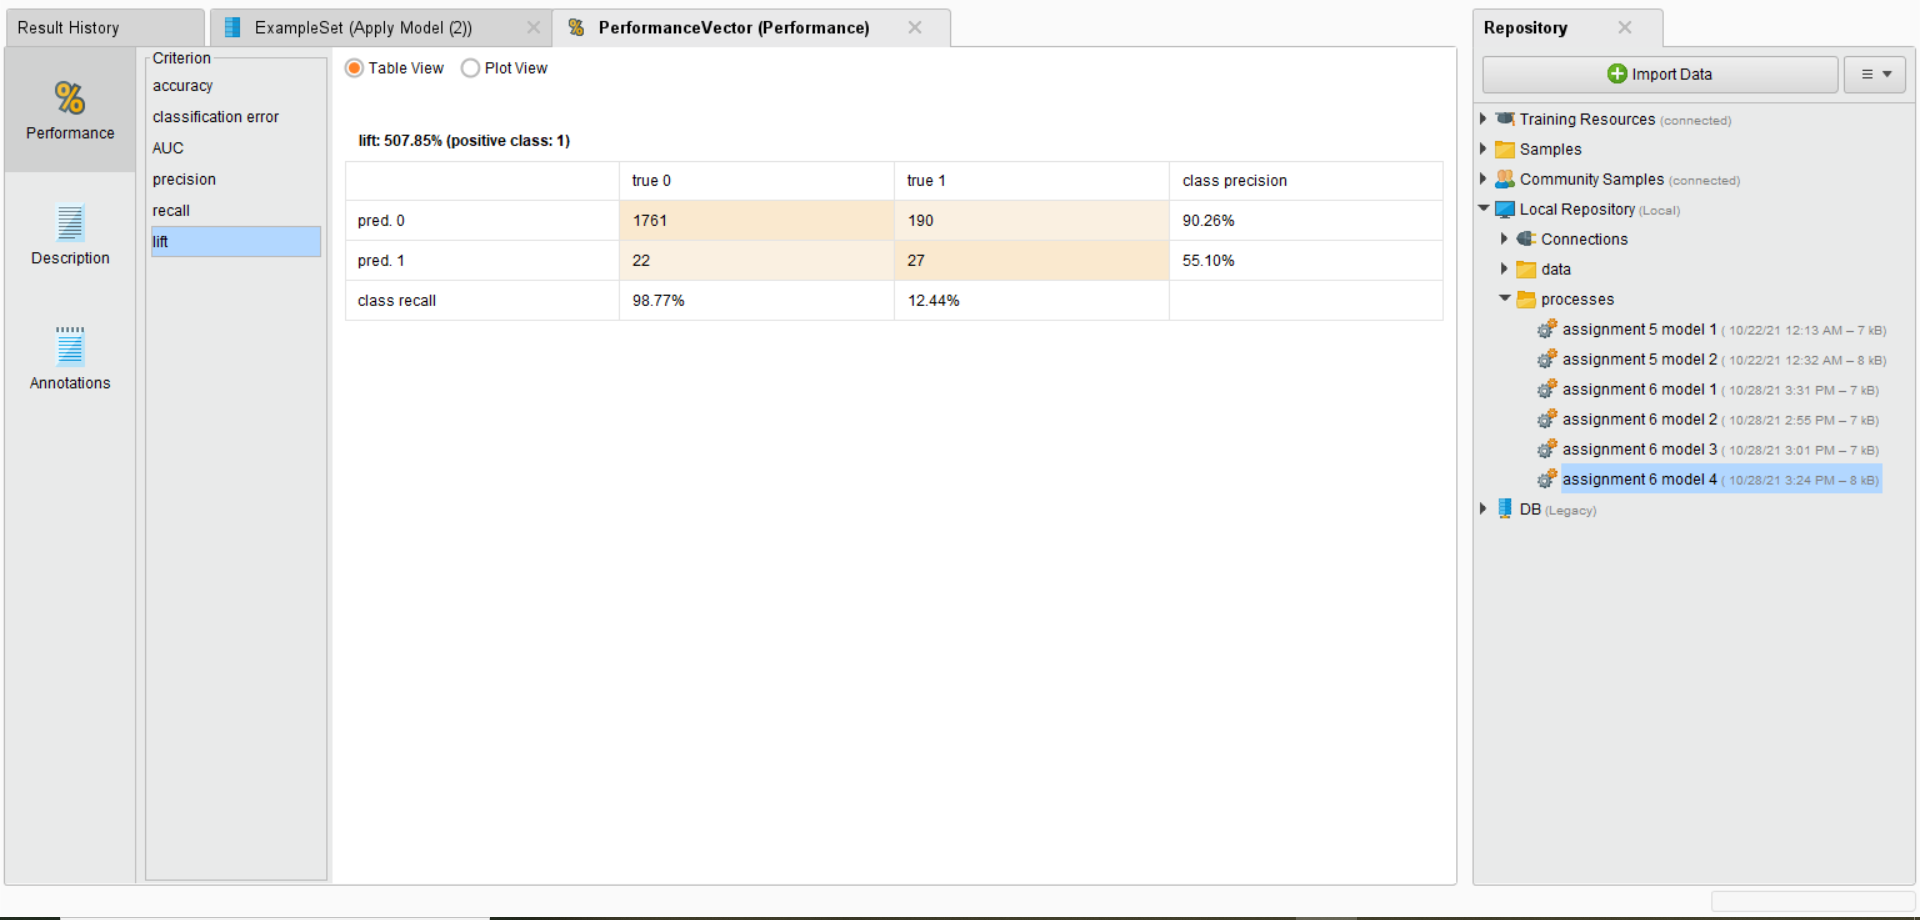 Result History
ExampleSet (Apply Model (2))
PerformanceVector (Performance)
Performance
Description
Annotations
Criterion
accuracy
classification error
AUC
precision
recall
lift
Table View
Plot View
lift: 507.85% (positive class: 1)
true 0 true 1 class precision
pred. 0 1761 190 90.26%
pred. 1 22 27 55.10%
class recall 98.77% 12.44%
Repository
Import Data
Training Resources (connected)
Samples
Community Samples (connected)
Local Repository (Local)
Connections
data
processes
assignment 5 model 1 ( 10/22/21 12:13 AM – 7 kB)
assignment 5 model 2 ( 10/22/21 12:32 AM – 8 kB)
assignment 6 model 1 ( 10/28/21 3:31 PM – 7 kB)
assignment 6 model 2 ( 10/28/21 2:55 PM – 7 kB)
assignment 6 model 3 ( 10/28/21 3:01 PM – 7 kB)
assignment 6 model 4 ( 10/28/21 3:24 PM – 8 kB)
DB (Legacy)